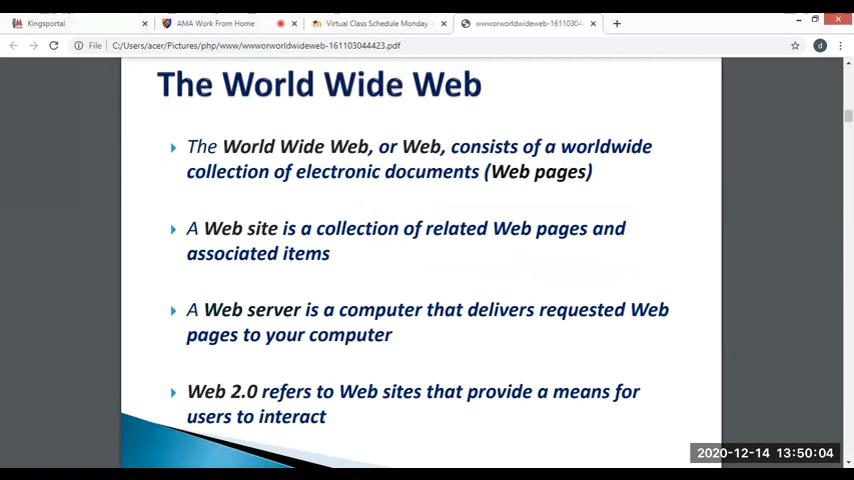 Kingsportal
AMA Work From Home
Virtual Class Schedule Monday
wwworworldwideweb-161103044
File
C:/Users/acer/Pictures/php/www/wwworworldwideweb-161103044423.pdf
d
The World Wide Web
The World Wide Web, or Web, consists of a worldwide
collection of electronic documents (Web pages)
A Web site is a collection of related Web pages and
associated items
A Web server is a computer that delivers requested Web
pages to your computer
Web 2.0 refers to Web sites that provide a means for
users to interact
2020-12-14 13:50:04